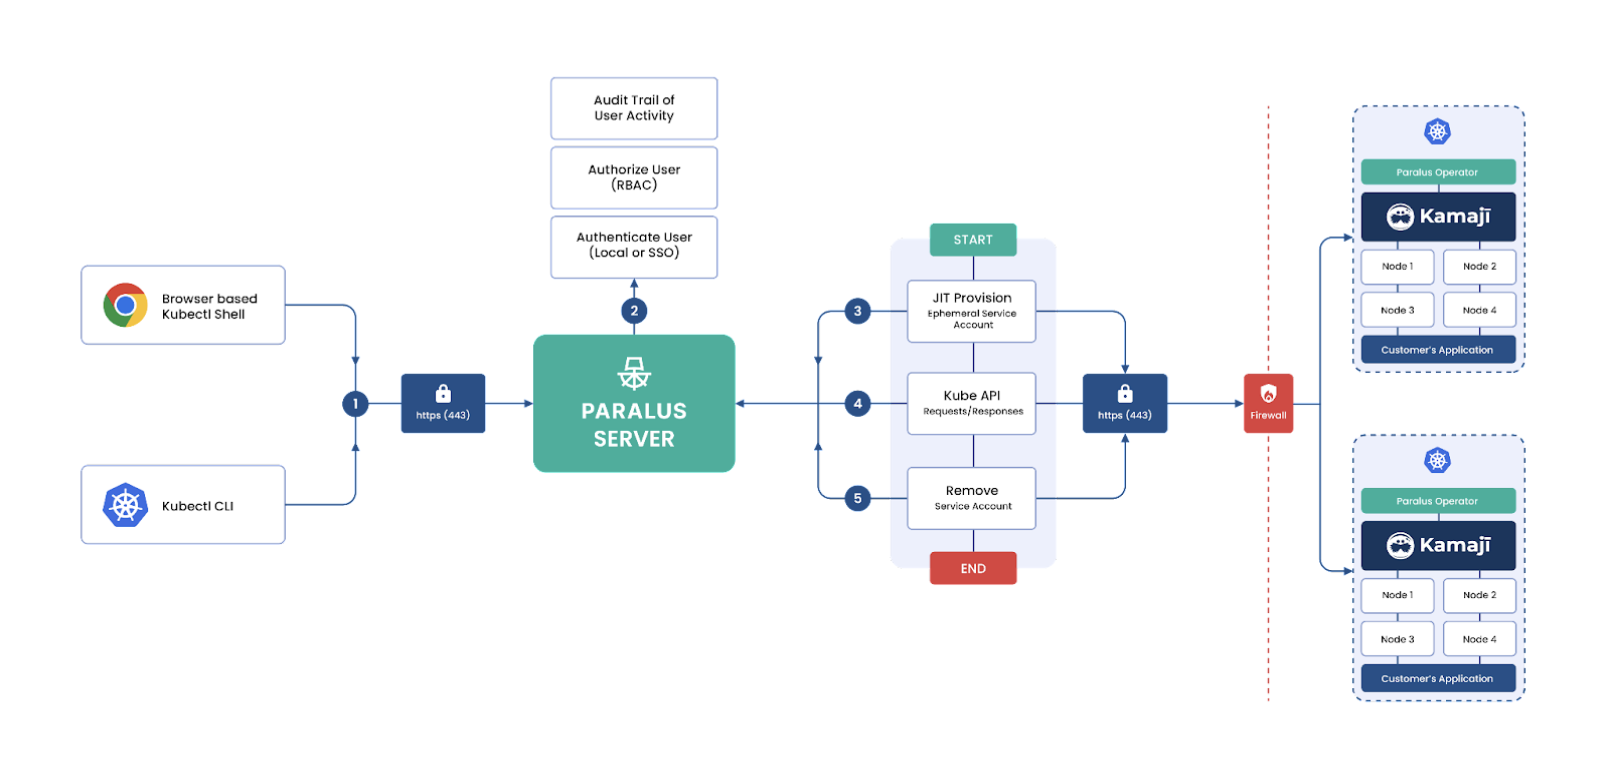 Audit Trail of
User Activity
Authorize User
(RBAC)
Authenticate User
(Local or SSO)
2
Browser based
Kubectl Shell
Kubectl CLI
1
https (443)
PARALUS
SERVER
START
3
JIT Provision
Ephemeral Service
Account
4
Kube API
Requests/Responses
5
Remove
Service Account
END
https (443)
Firewall
Paralus Operator
Kamajī
Node 1
Node 2
Node 3
Node 4
Customer's Application
Paralus Operator
Kamajī
Node 1
Node 2
Node 3
Node 4
Customer's Application